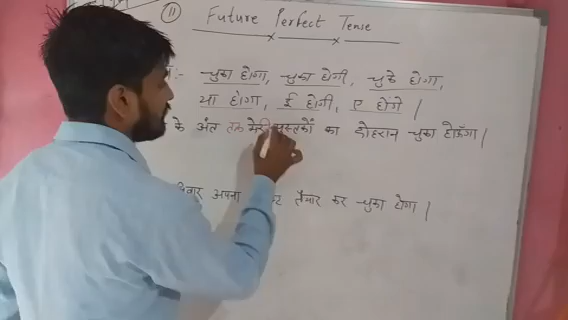 11 Future Perfect Tense
:- चुका होगा, चुका होगी, चुके होगा,
या होगा, ई होगी, ए होंगे |
के अंत तक मेरी पुस्तकों का दोहरान चुका होऊँगा |
अपना तैयार कर चुका होगा |